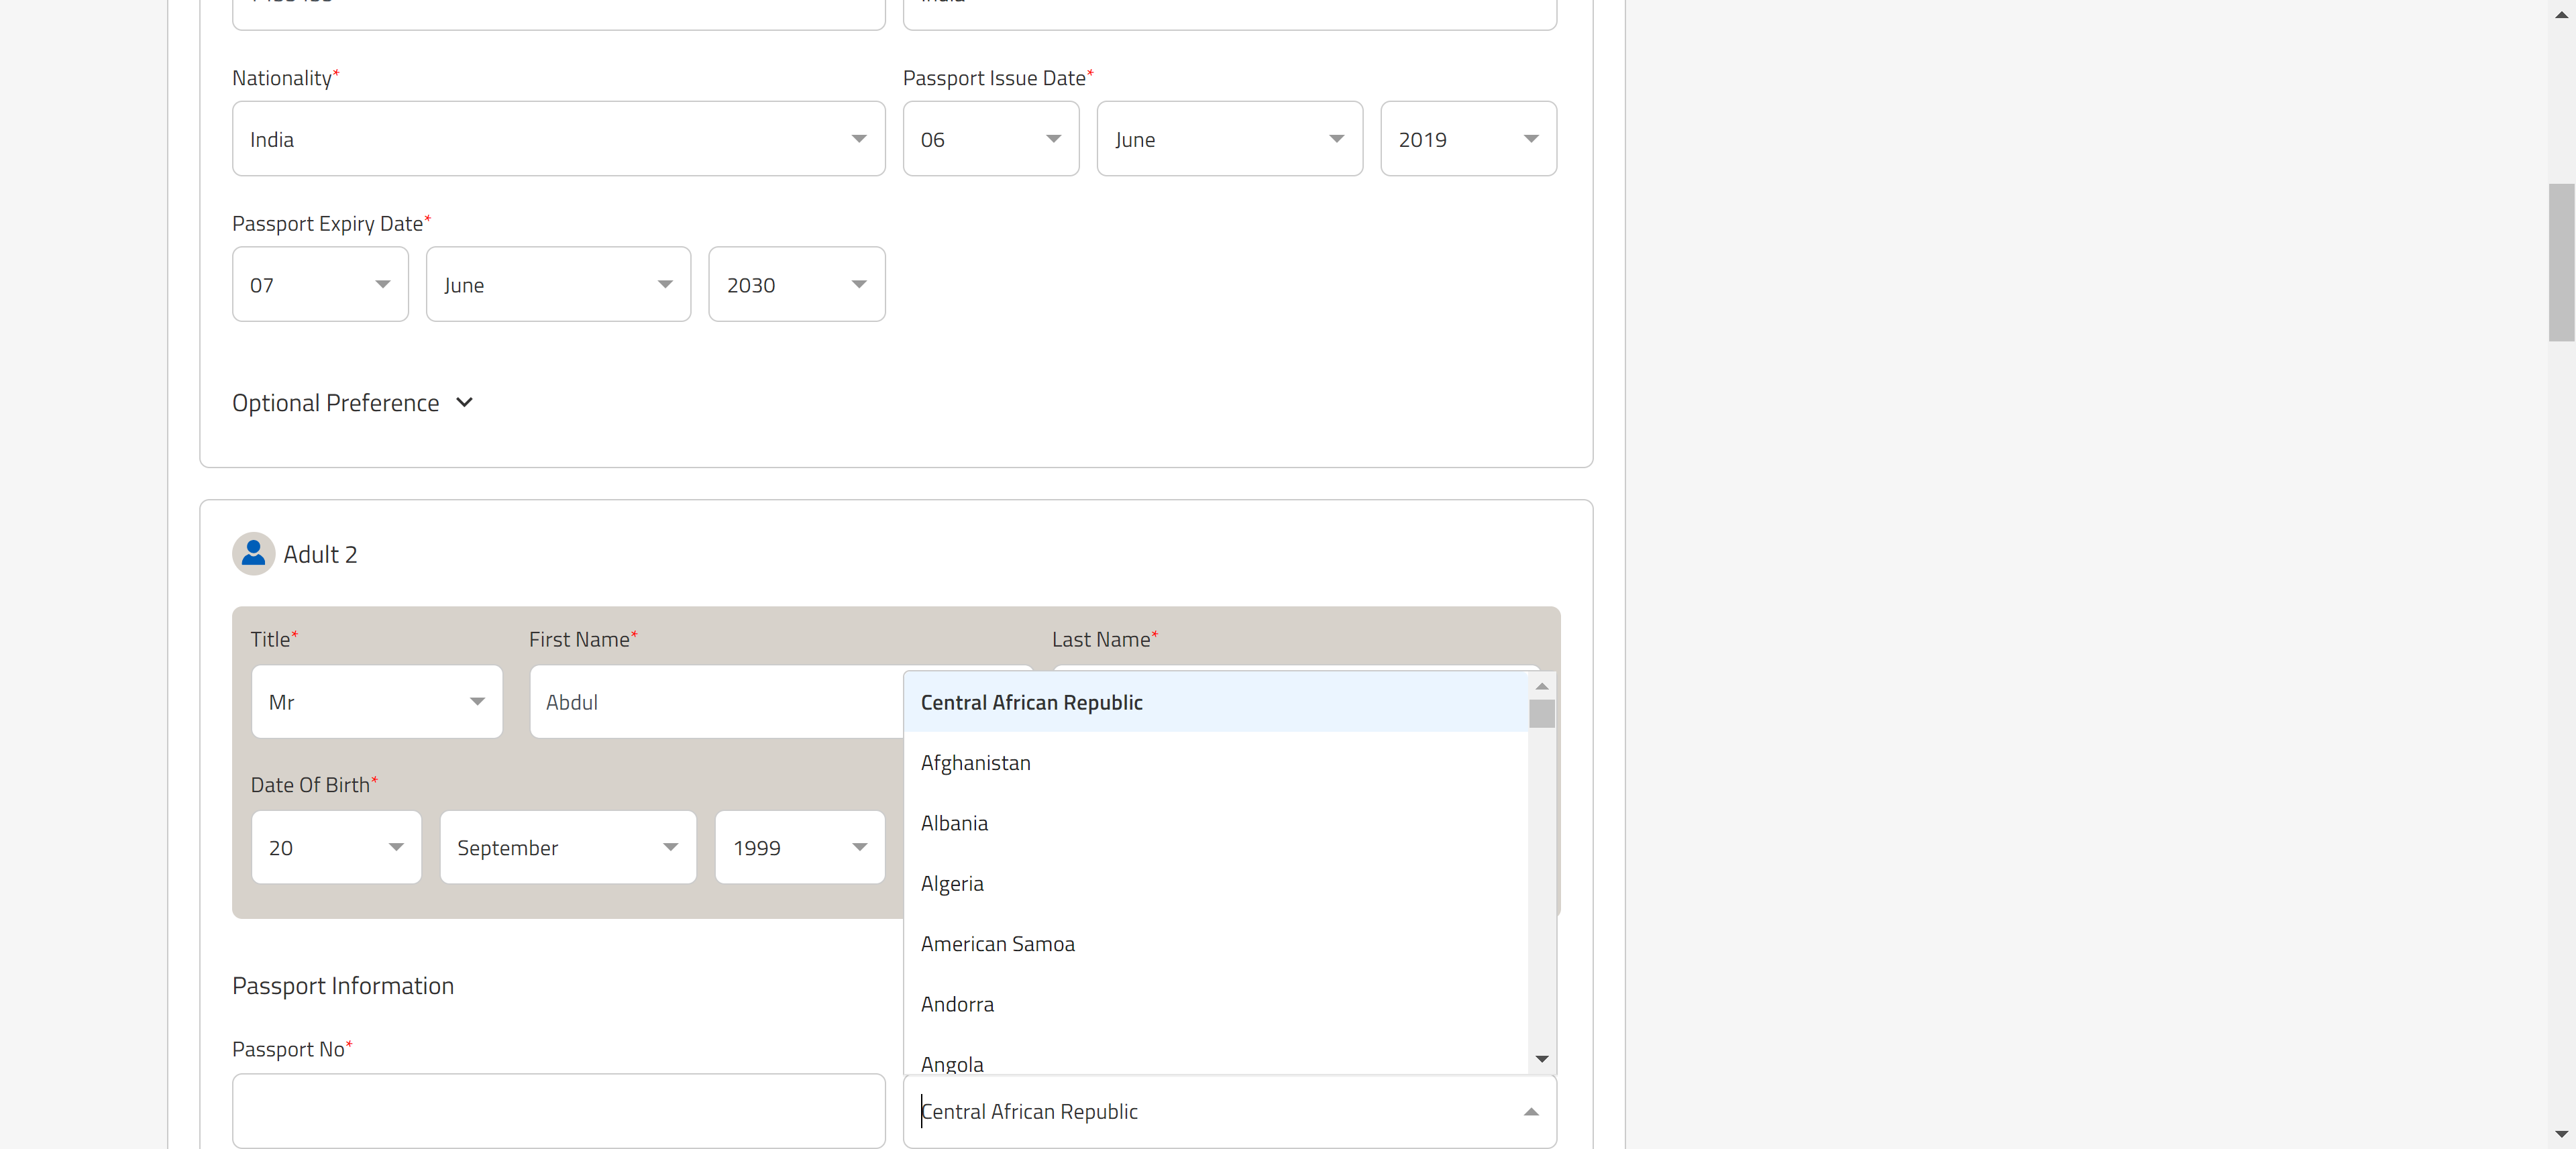 Nationality*
Passport Issue Date*
India
06
June
2019
Passport Expiry Date*
07
June
2030
Optional Preference
Adult 2
Title*
First Name*
Last Name*
Mr
Abdul
Central African Republic
Afghanistan
Albania
Date Of Birth*
20
September
1999
Algeria
American Samoa
Andorra
Angola
Passport Information
Passport No*
Central African Republic